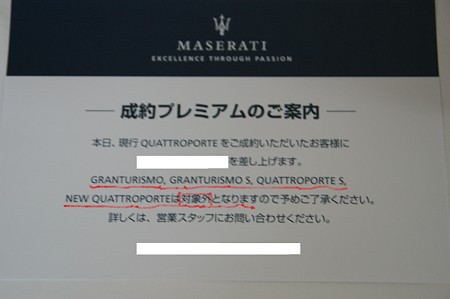 MASERATI
EXCELLENCE THROUGH PASSION
成約プレミアムのご案内
本日、現行 QUATTROPORTE をご成約いただいたお客様に
を差し上げます。
GRANTURISMO, GRANTURISMO S, QUATTROPORTE S,
NEW QUATTROPORTEは対象外となりますので予めご了承ください。
詳しくは、営業スタッフにお問い合わせください。